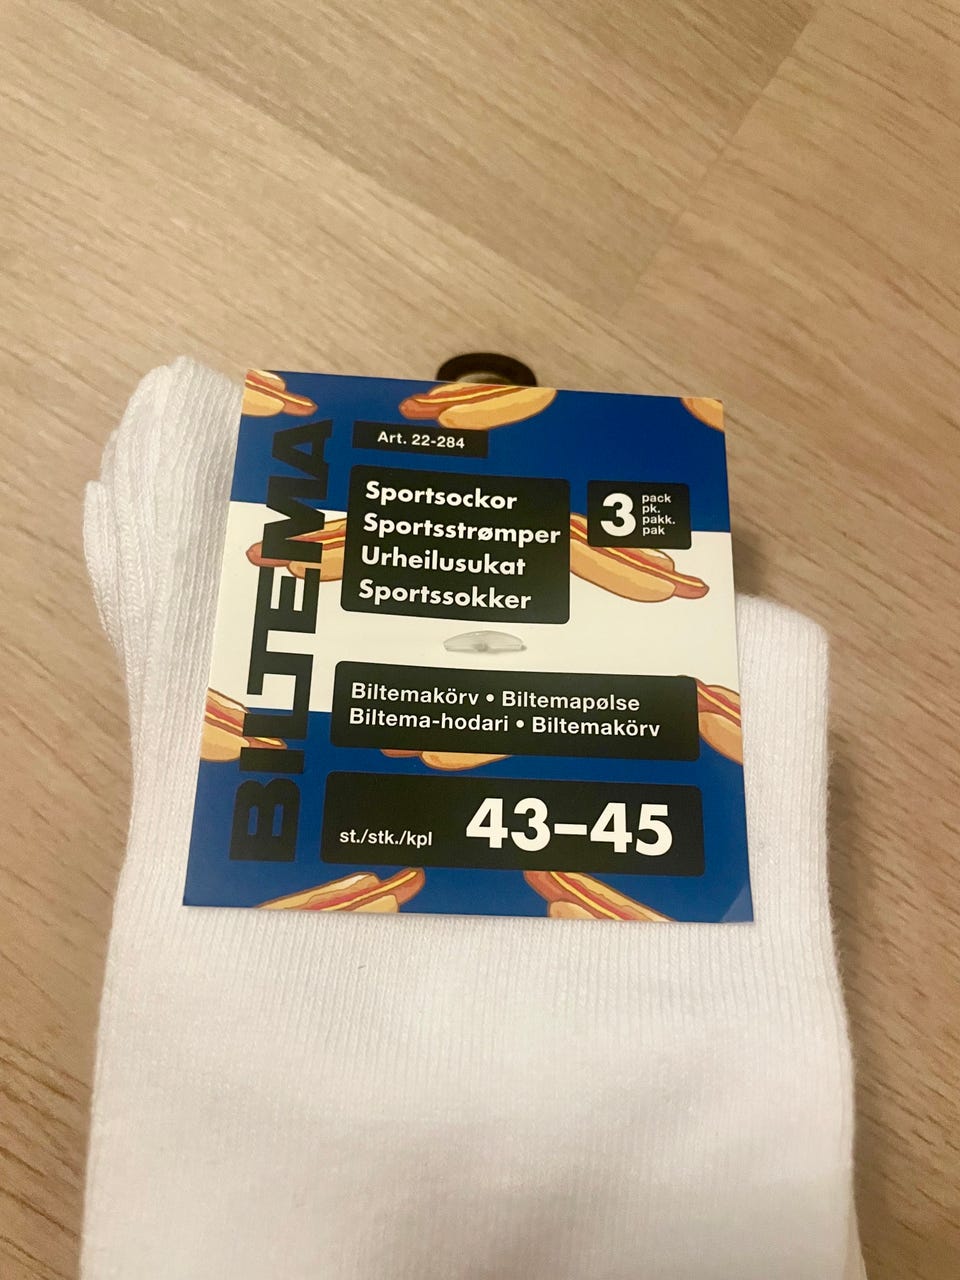 BILTEMA
Art. 22-284
Sportsockor
Sportsstrømper
Urheilusukat
Sportssokker
3
pack
pk.
pakk.
pak
Biltemakörv • Biltemapølse
Biltema-hodari • Biltemakörv
st./stk./kpl 43–45